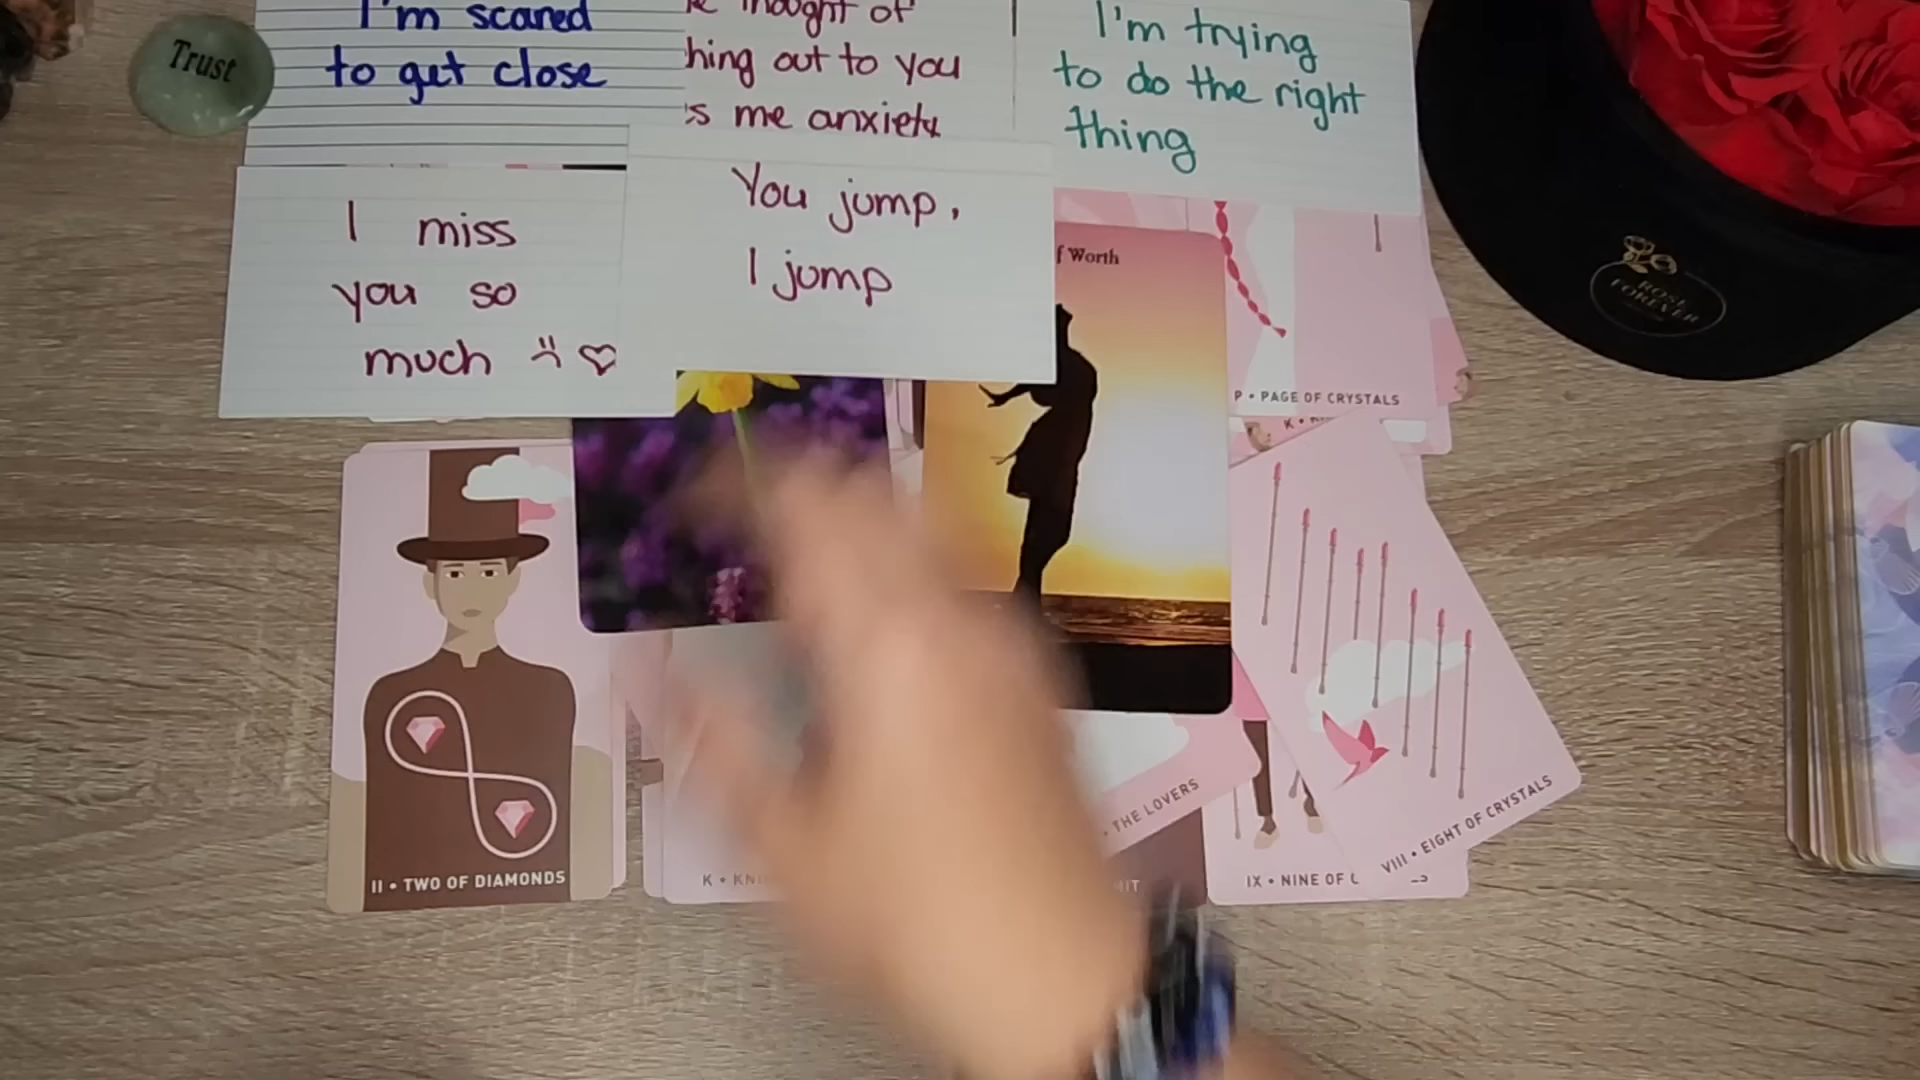 Trust
I'm scared
to get close
thought of
out to you
me anxiety
I'm trying
to do the right
thing
I miss
you so
much
You jump,
I jump
Worth
P • PAGE OF CRYSTALS
ROSE
FOREVER
K •
II • TWO OF DIAMONDS
K •
THE LOVERS
IX • NINE OF
VIII • EIGHT OF CRYSTALS